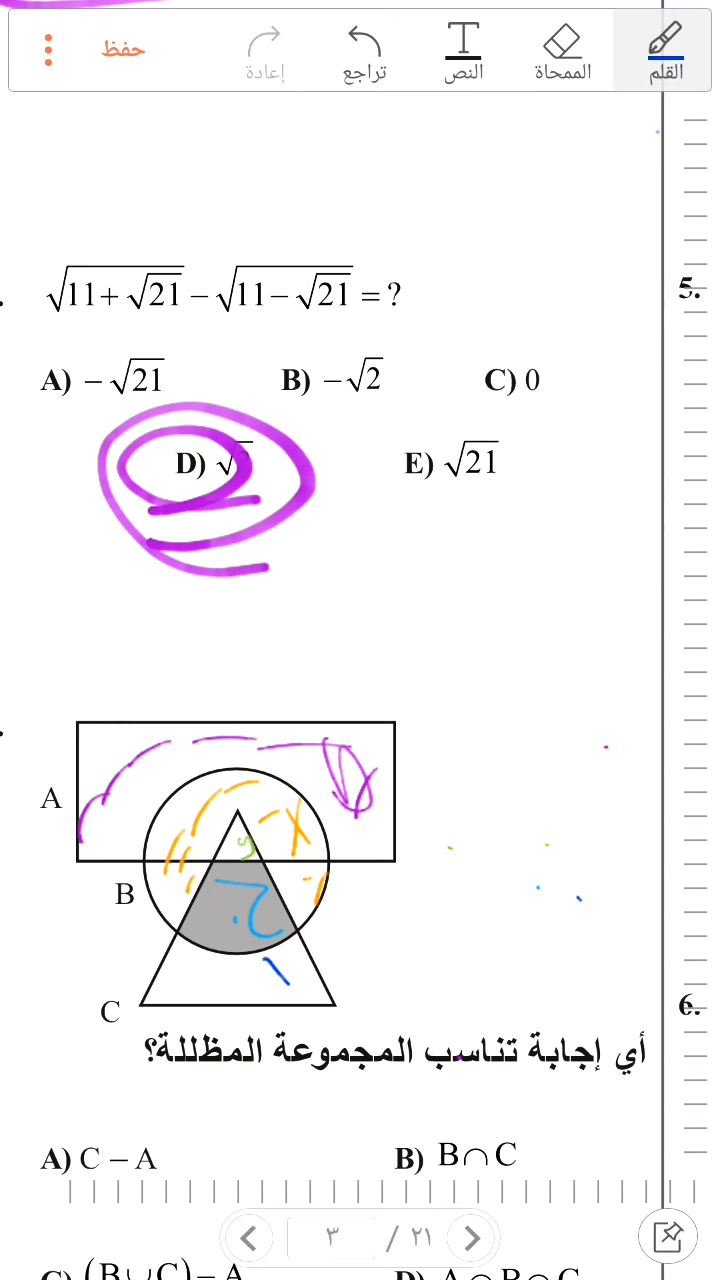 حفظ إعادة تراجع النص الممحاة القلم
√(11+√21) − √(11−√21) = ? 5.
A) −√21 B) −√2 C) 0
D) √ E) √21
A
B
C
6.
أي إجابة تناسب المجموعة المظللة؟
A) C − A B) B∩C
٣ / ٢١
C) (B∪C)− A D) A∩B∩C